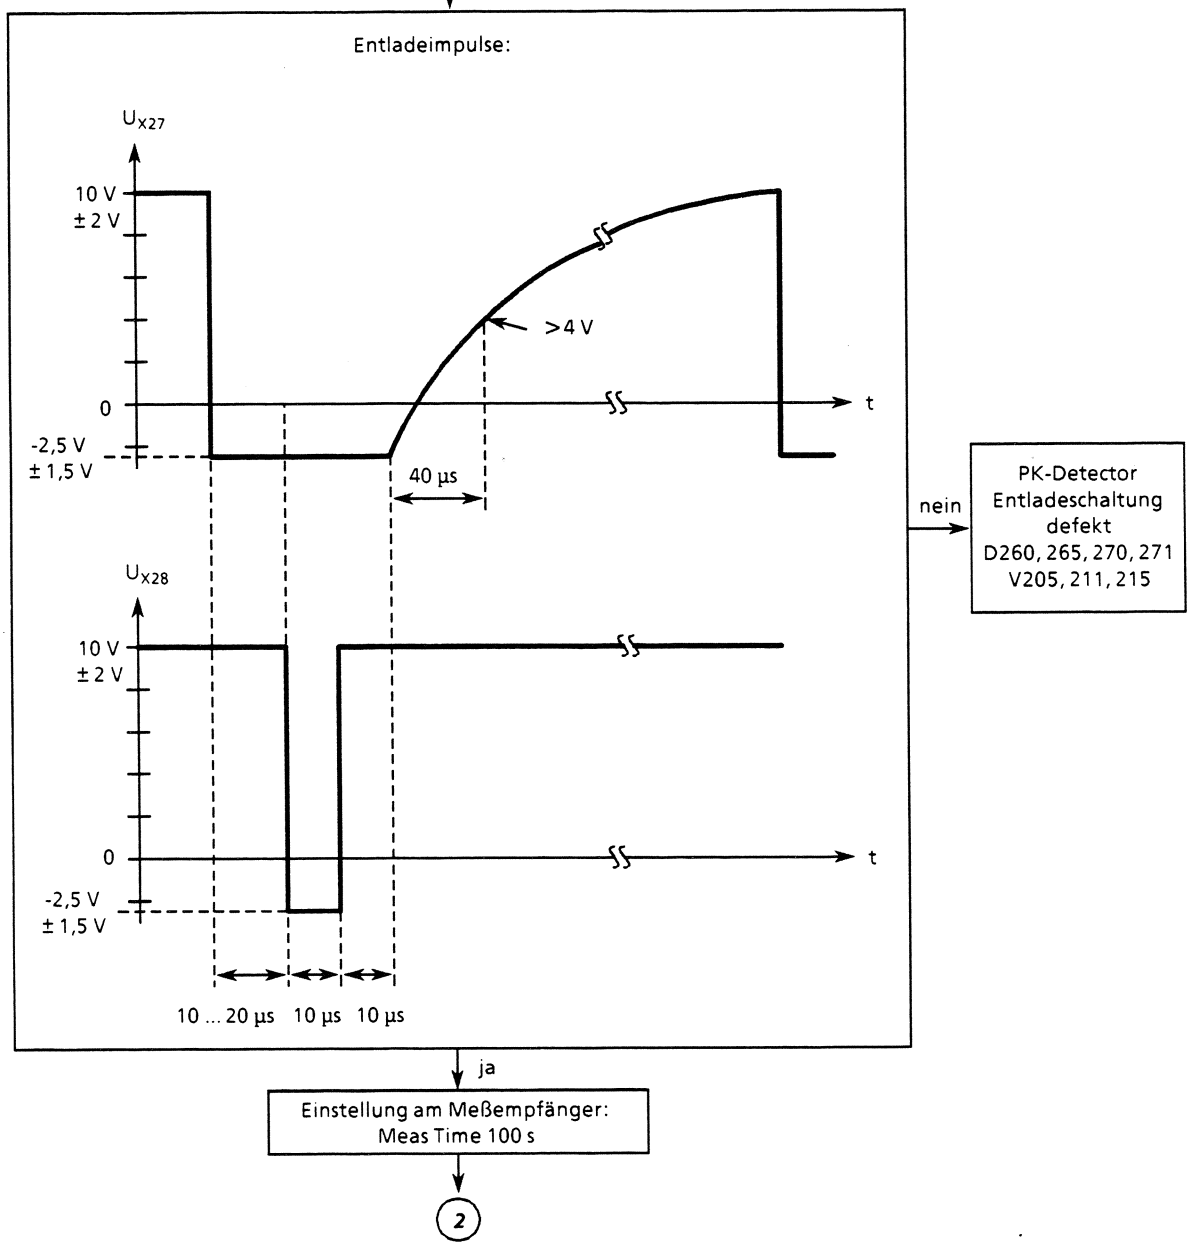 Entladeimpulse:
UX27
10 V
± 2 V
>4 V
0
t
-2,5 V
± 1,5 V
40 µs
nein
PK-Detector
Entladeschaltung
defekt
D260, 265, 270, 271
V205, 211, 215
UX28
10 V
± 2 V
0
t
-2,5 V
± 1,5 V
10 ... 20 µs
10 µs
10 µs
ja
Einstellung am Meßempfänger:
Meas Time 100 s
2